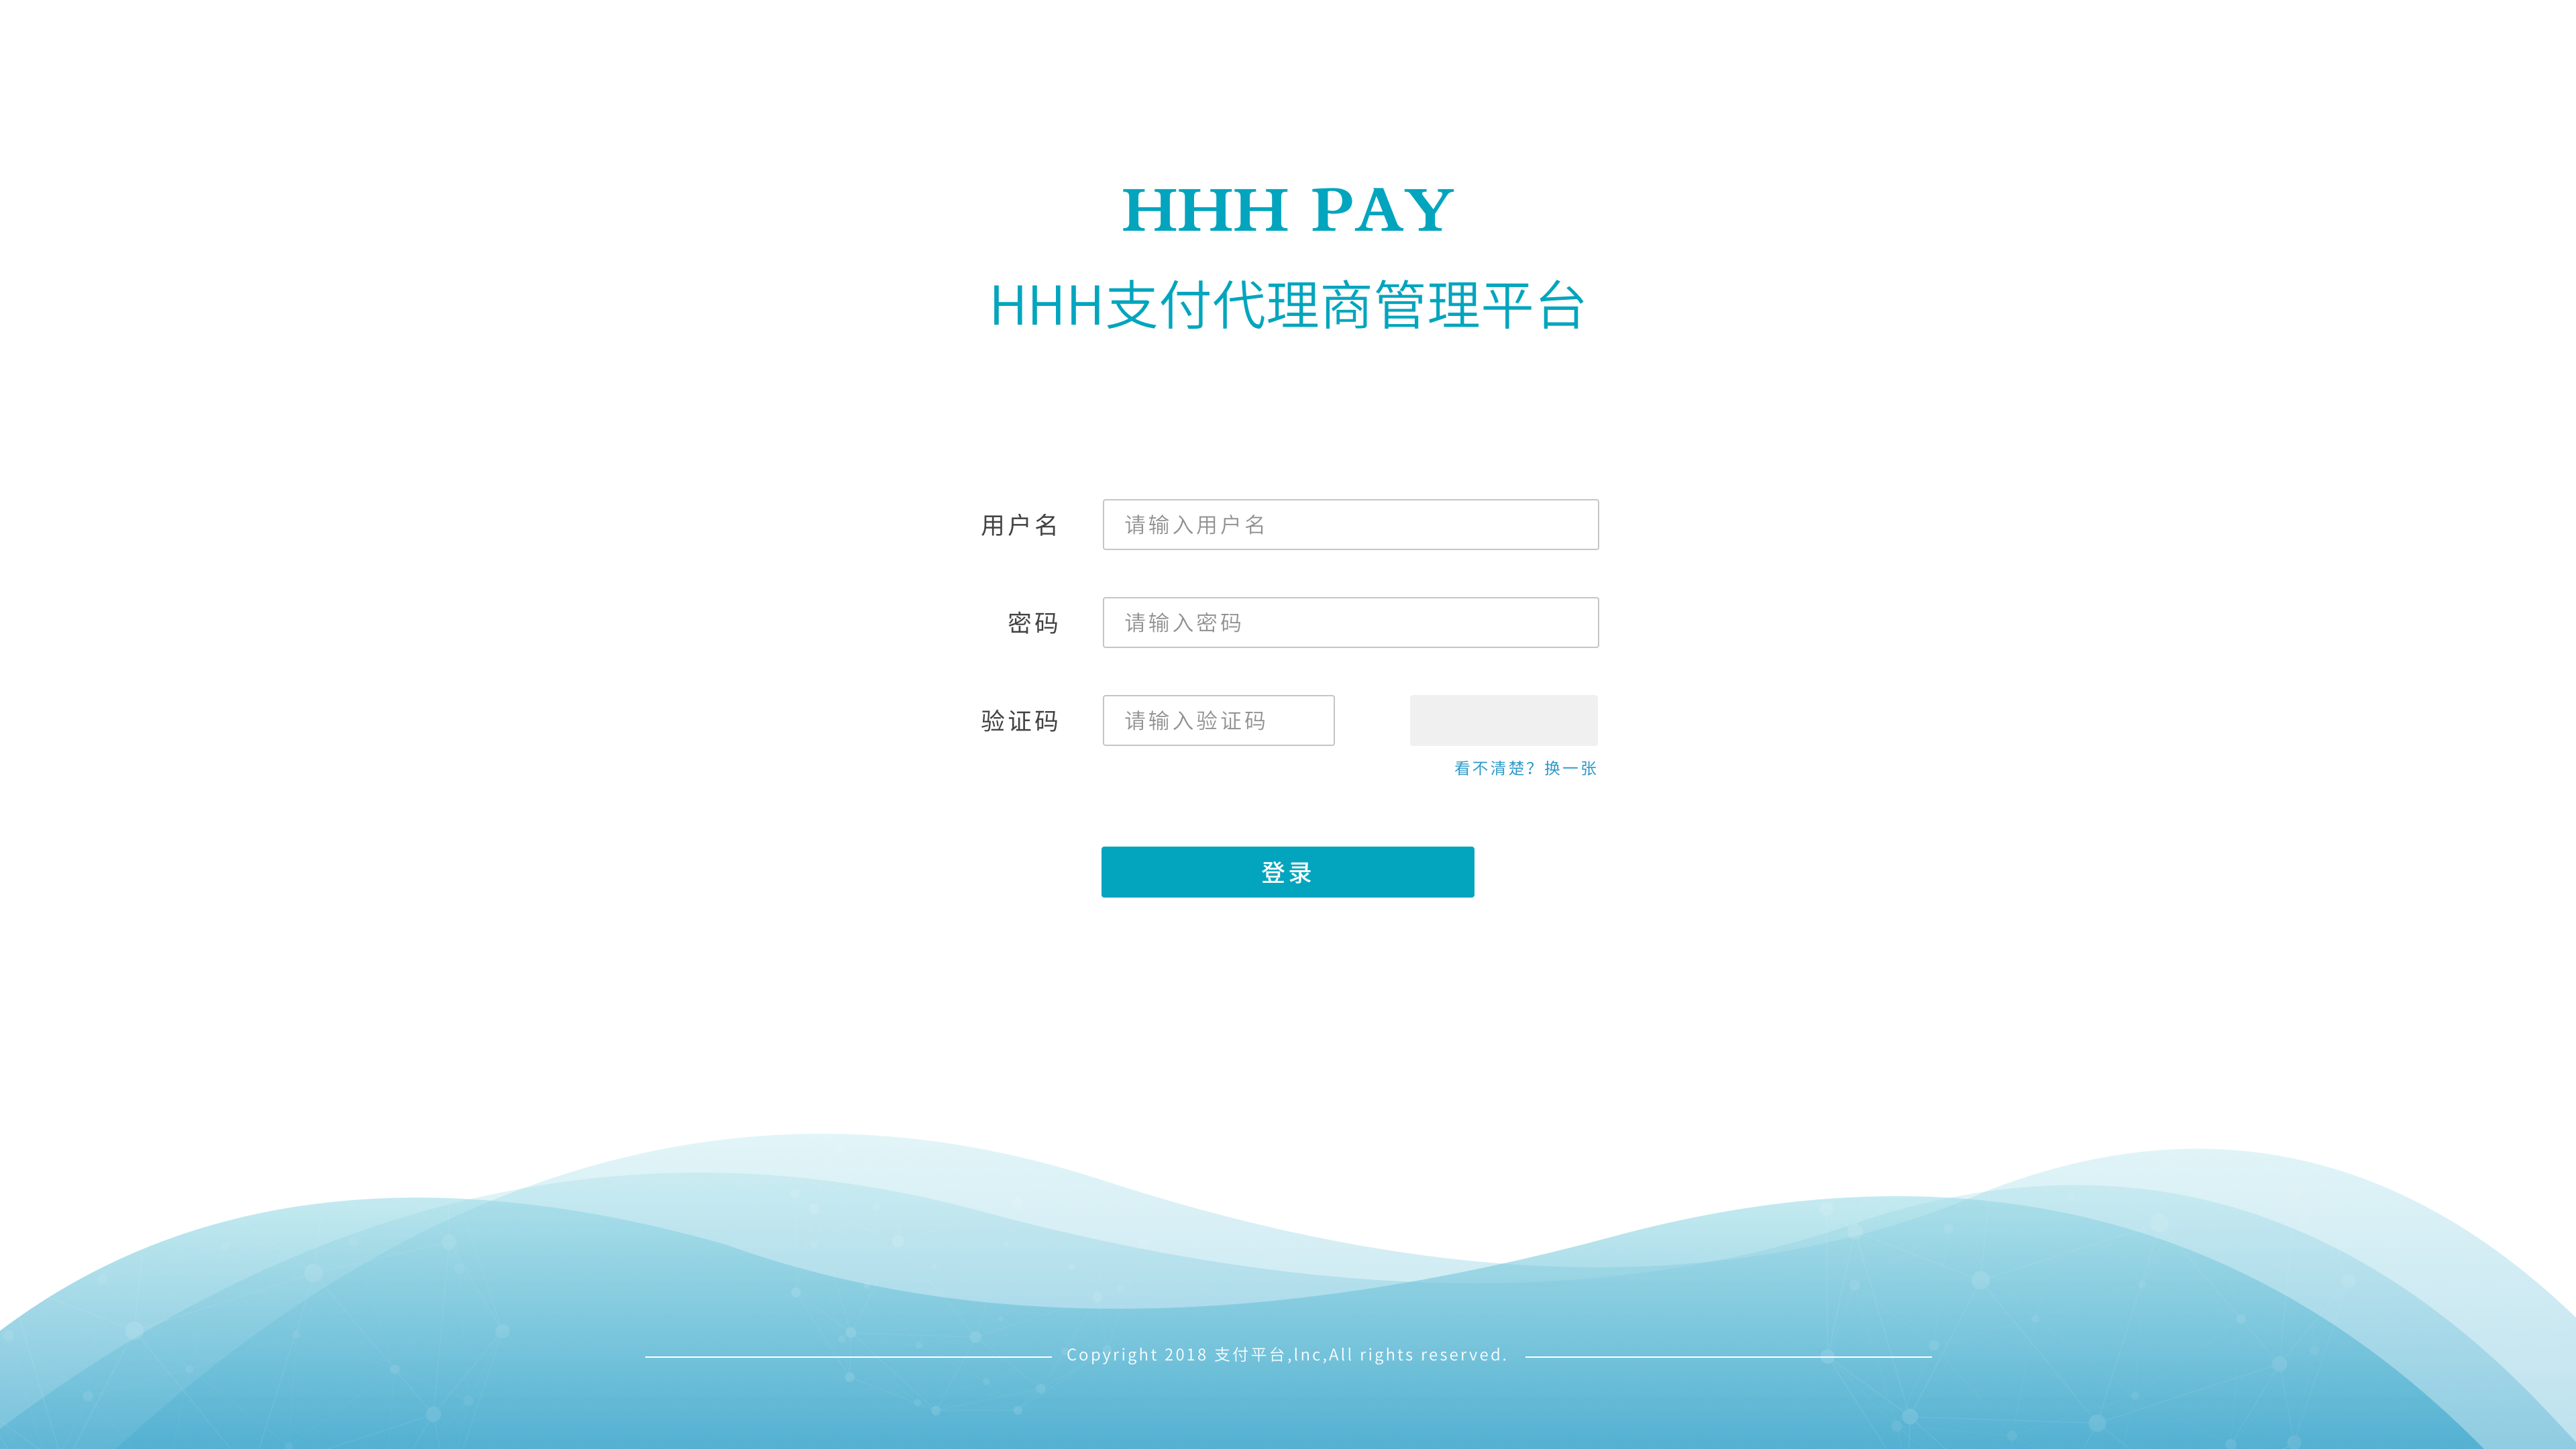 HHH PAY
HHH支付代理商管理平台
用户名 请输入用户名
密码 请输入密码
验证码 请输入验证码
看不清楚？换一张
登录
Copyright 2018 支付平台,lnc,All rights reserved.